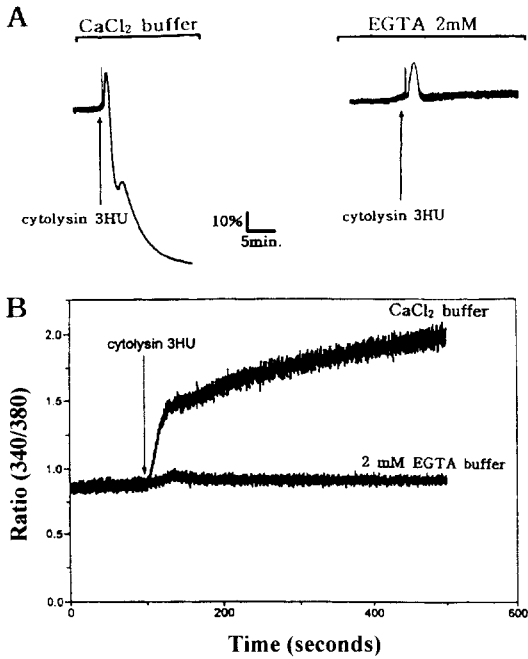 A
CaCl₂ buffer
EGTA 2mM
cytolysin 3HU
10%
5min.
cytolysin 3HU
B
CaCl₂ buffer
cytolysin 3HU
2 mM EGTA buffer
Ratio (340/380)
2.0
1.5
1.0
0.5
0.0
0
200
400
600
Time (seconds)